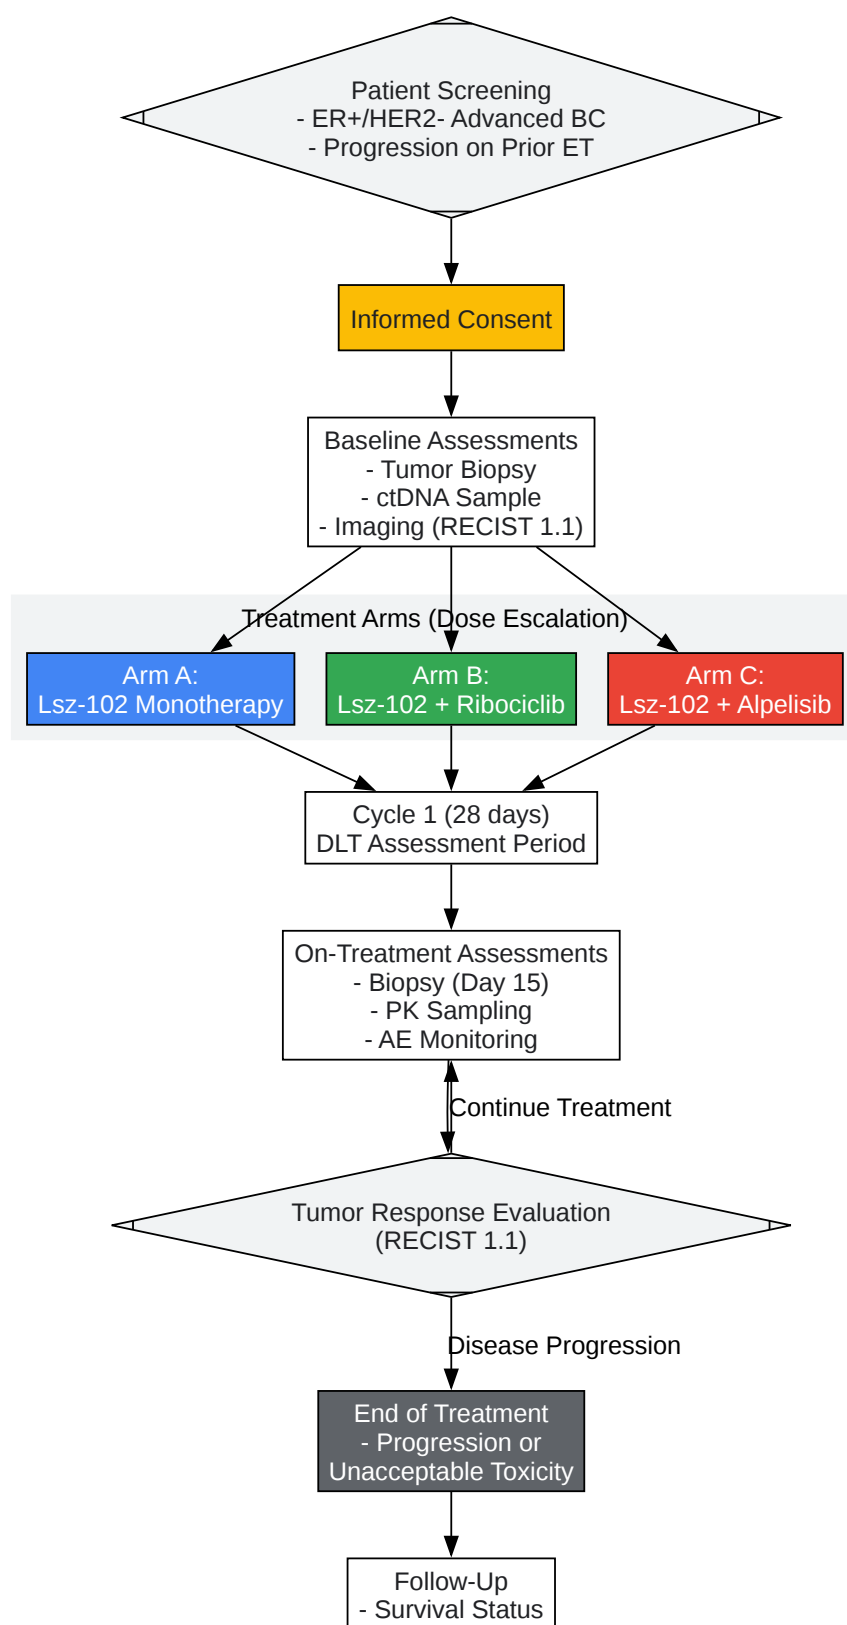 Patient Screening
- ER+/HER2- Advanced BC
- Progression on Prior ET
Informed Consent
Baseline Assessments
- Tumor Biopsy
- ctDNA Sample
- Imaging (RECIST 1.1)
Treatment Arms (Dose Escalation)
Arm A:
Lsz-102 Monotherapy
Arm B:
Lsz-102 + Ribociclib
Arm C:
Lsz-102 + Alpelisib
Cycle 1 (28 days)
DLT Assessment Period
On-Treatment Assessments
- Biopsy (Day 15)
- PK Sampling
- AE Monitoring
Continue Treatment
Tumor Response Evaluation
(RECIST 1.1)
Disease Progression
End of Treatment
- Progression or
Unacceptable Toxicity
Follow-Up
- Survival Status